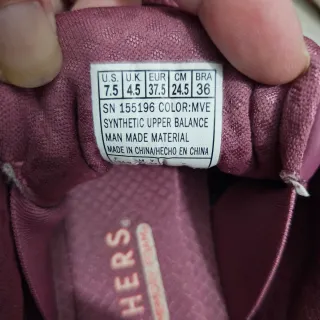 U.S. U.K. EUR CM BRA
7.5 4.5 37.5 24.5 36
SN 155196 COLOR:MVE
SYNTHETIC UPPER BALANCE
MAN MADE MATERIAL
MADE IN CHINA/HECHO EN CHINA
HERS.